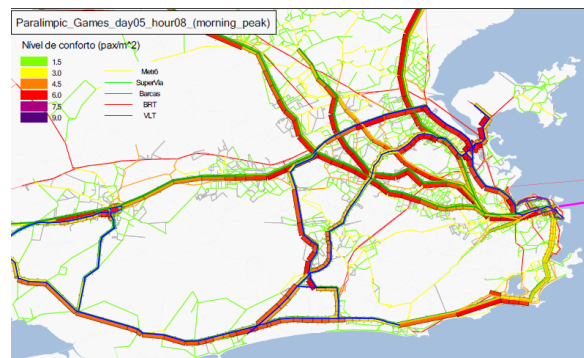 Paralimpic_Games_day05_hour08_(morning_peak)
Nível de conforto (pax/m^2)
1.5
3.0
4.5
6.0
7.5
9.0
Metrô
SuperVia
Barcas
BRT
VLT